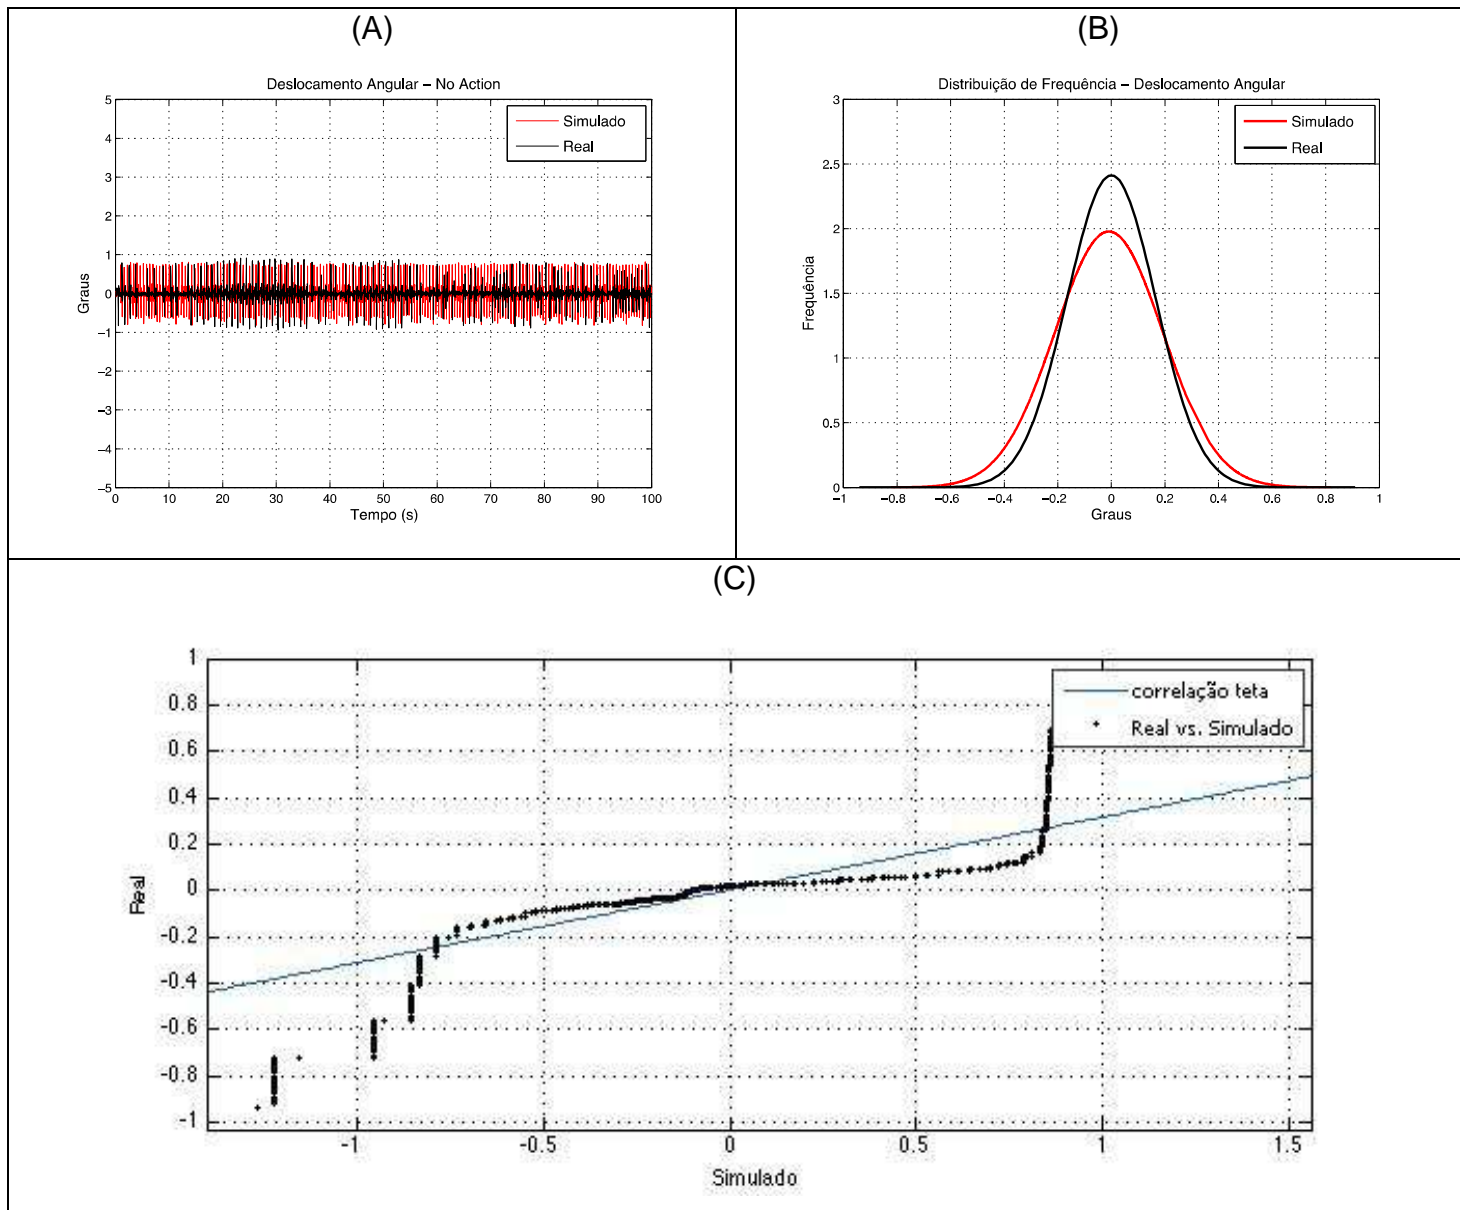 (A)
Deslocamento Angular – No Action
Simulado
Real
Graus
5
4
3
2
1
0
−1
−2
−3
−4
−5
0 10 20 30 40 50 60 70 80 90 100
Tempo (s)
(B)
Distribuição de Frequência – Deslocamento Angular
Simulado
Real
Frequência
3
2.5
2
1.5
1
0.5
0
−1 −0.8 −0.6 −0.4 −0.2 0 0.2 0.4 0.6 0.8 1
Graus
(C)
correlação teta
Real vs. Simulado
Real
1
0.8
0.6
0.4
0.2
0
-0.2
-0.4
-0.6
-0.8
-1
-1 -0.5 0 0.5 1 1.5
Simulado